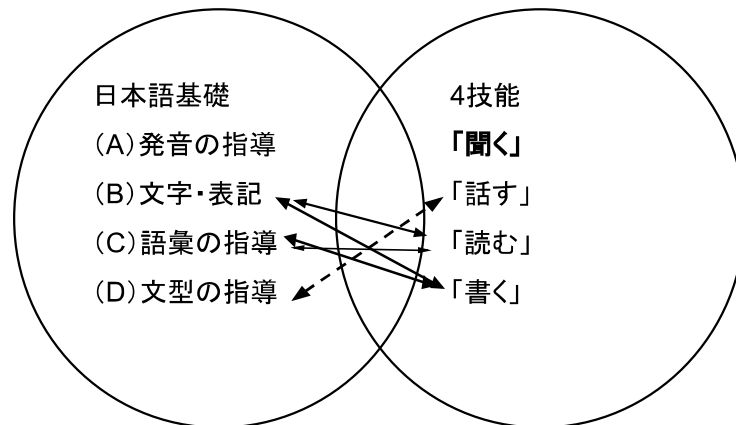 日本語基礎
(A)発音の指導
(B)文字・表記
(C)語彙の指導
(D)文型の指導
4技能
「聞く」
「話す」
「読む」
「書く」